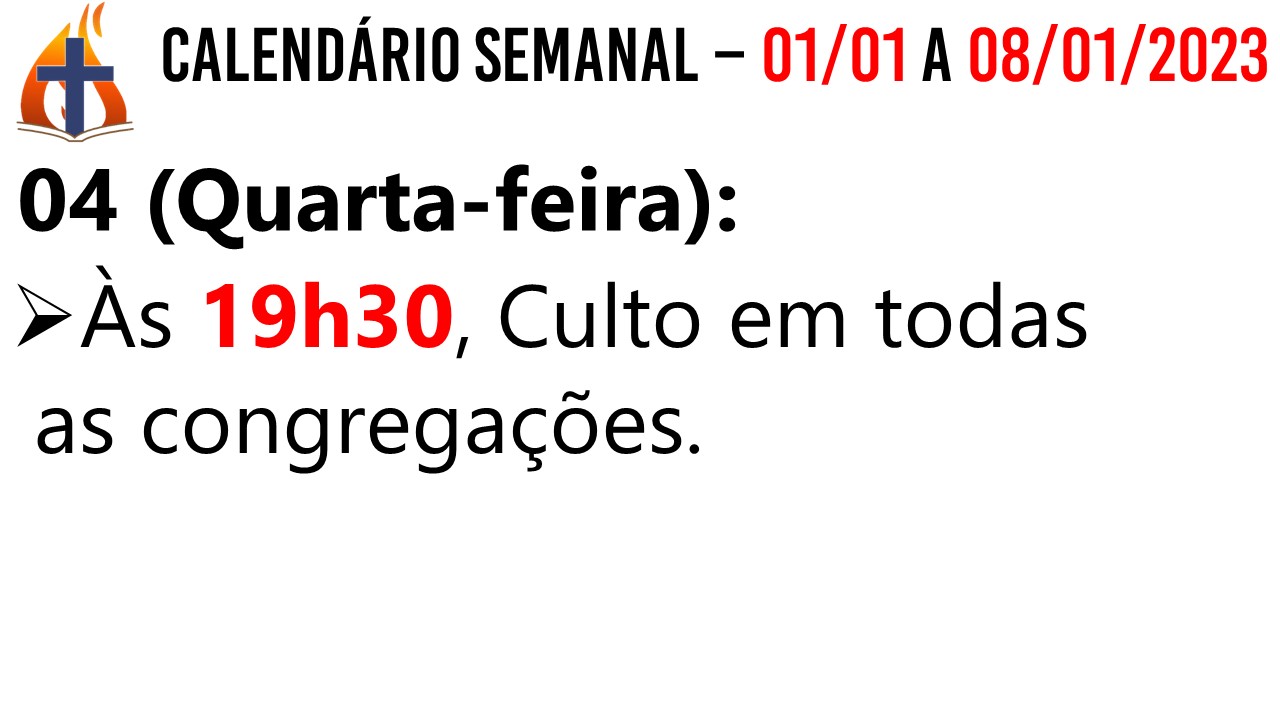 CALENDÁRIO SEMANAL – 01/01 A 08/01/2023
04 (Quarta-feira):
➢Às 19h30, Culto em todas
as congregações.